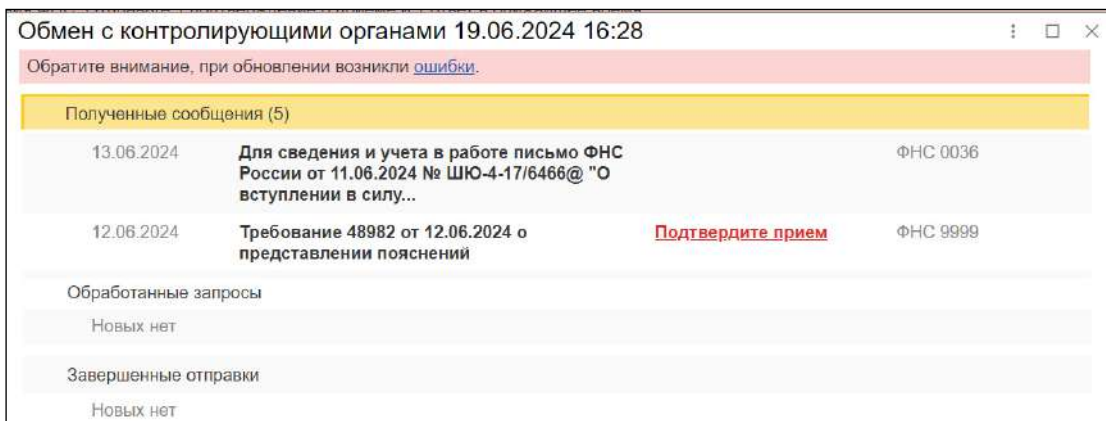 Обмен с контролирующими органами 19.06.2024 16:28
Обратите внимание, при обновлении возникли ошибки.
Полученные сообщения (5)
13.06.2024 Для сведения и учета в работе письмо ФНС ФНС 0036
России от 11.06.2024 № ШЮ-4-17/6466@ "О
вступлении в силу...
12.06.2024 Требование 48982 от 12.06.2024 о Подтвердите прием ФНС 9999
представлении пояснений
Обработанные запросы
Новых нет
Завершенные отправки
Новых нет